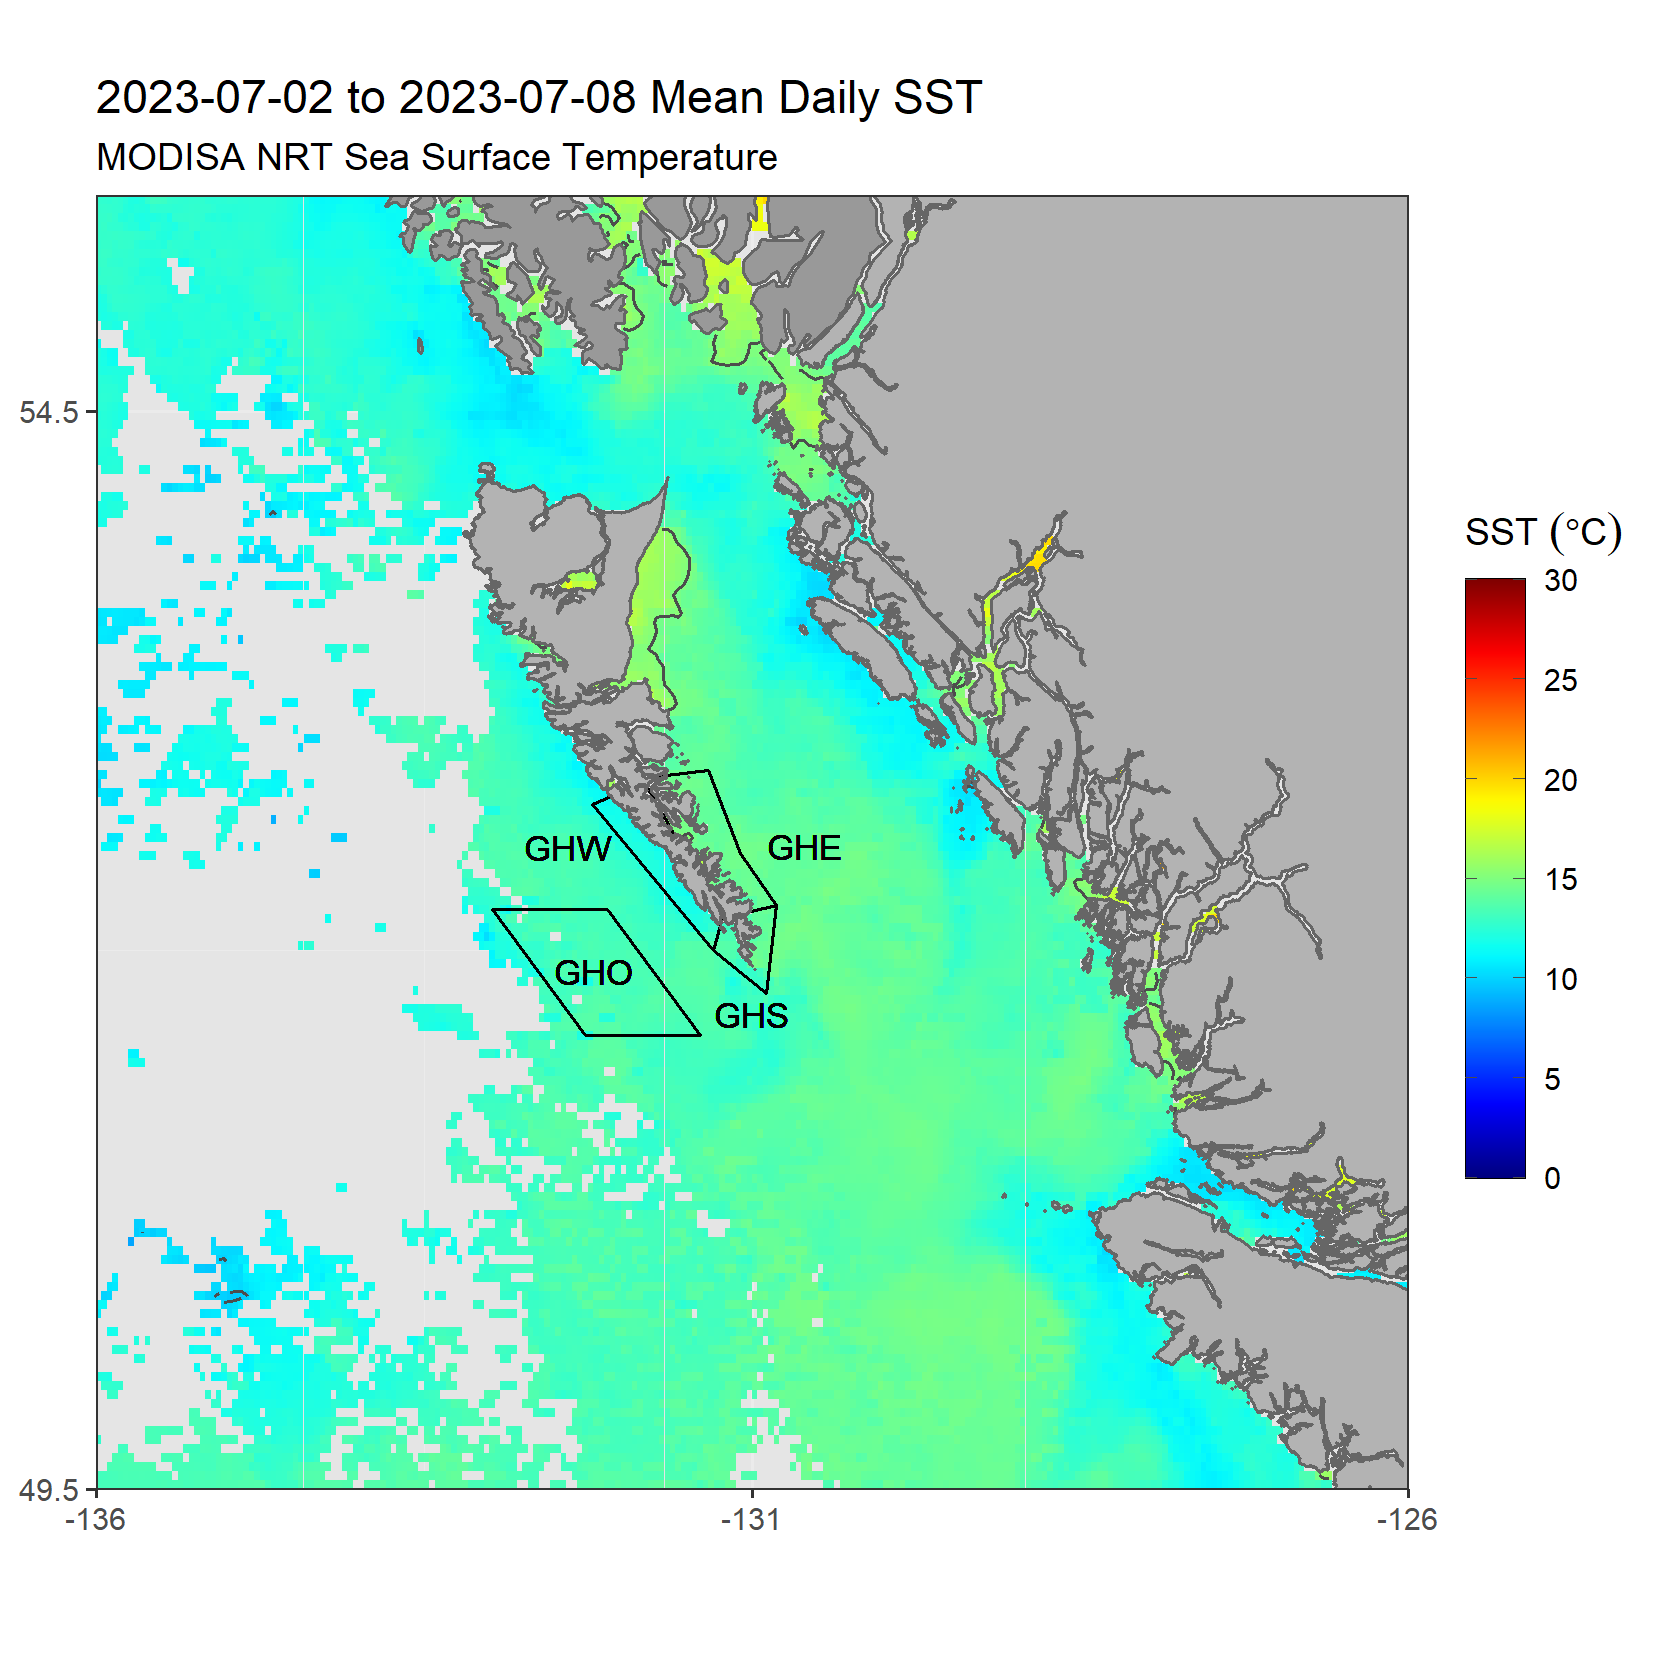 2023-07-02 to 2023-07-08 Mean Daily SST
MODISA NRT Sea Surface Temperature
54.5
49.5
-136
-131
-126
GHW
GHE
GHO
GHS
SST (°C)
30
25
20
15
10
5
0